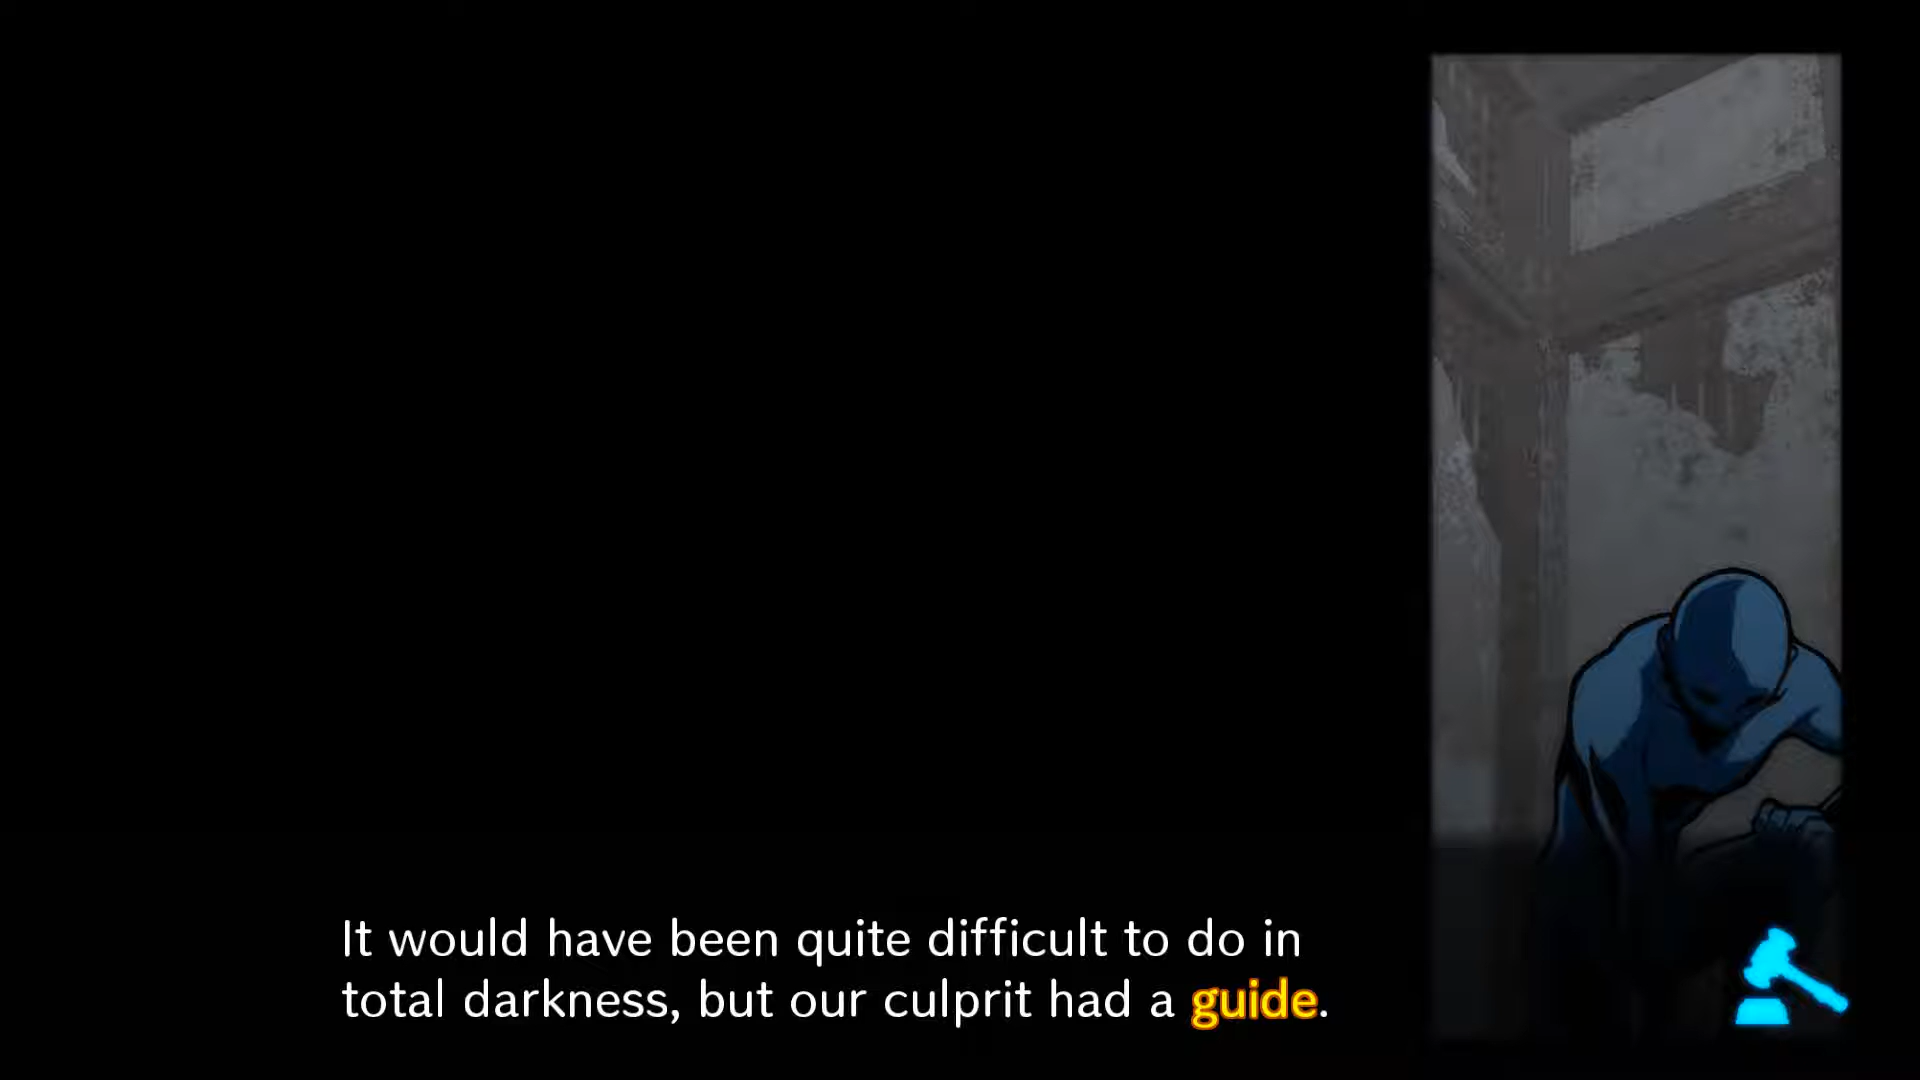 It would have been quite difficult to do in
total darkness, but our culprit had a guide.